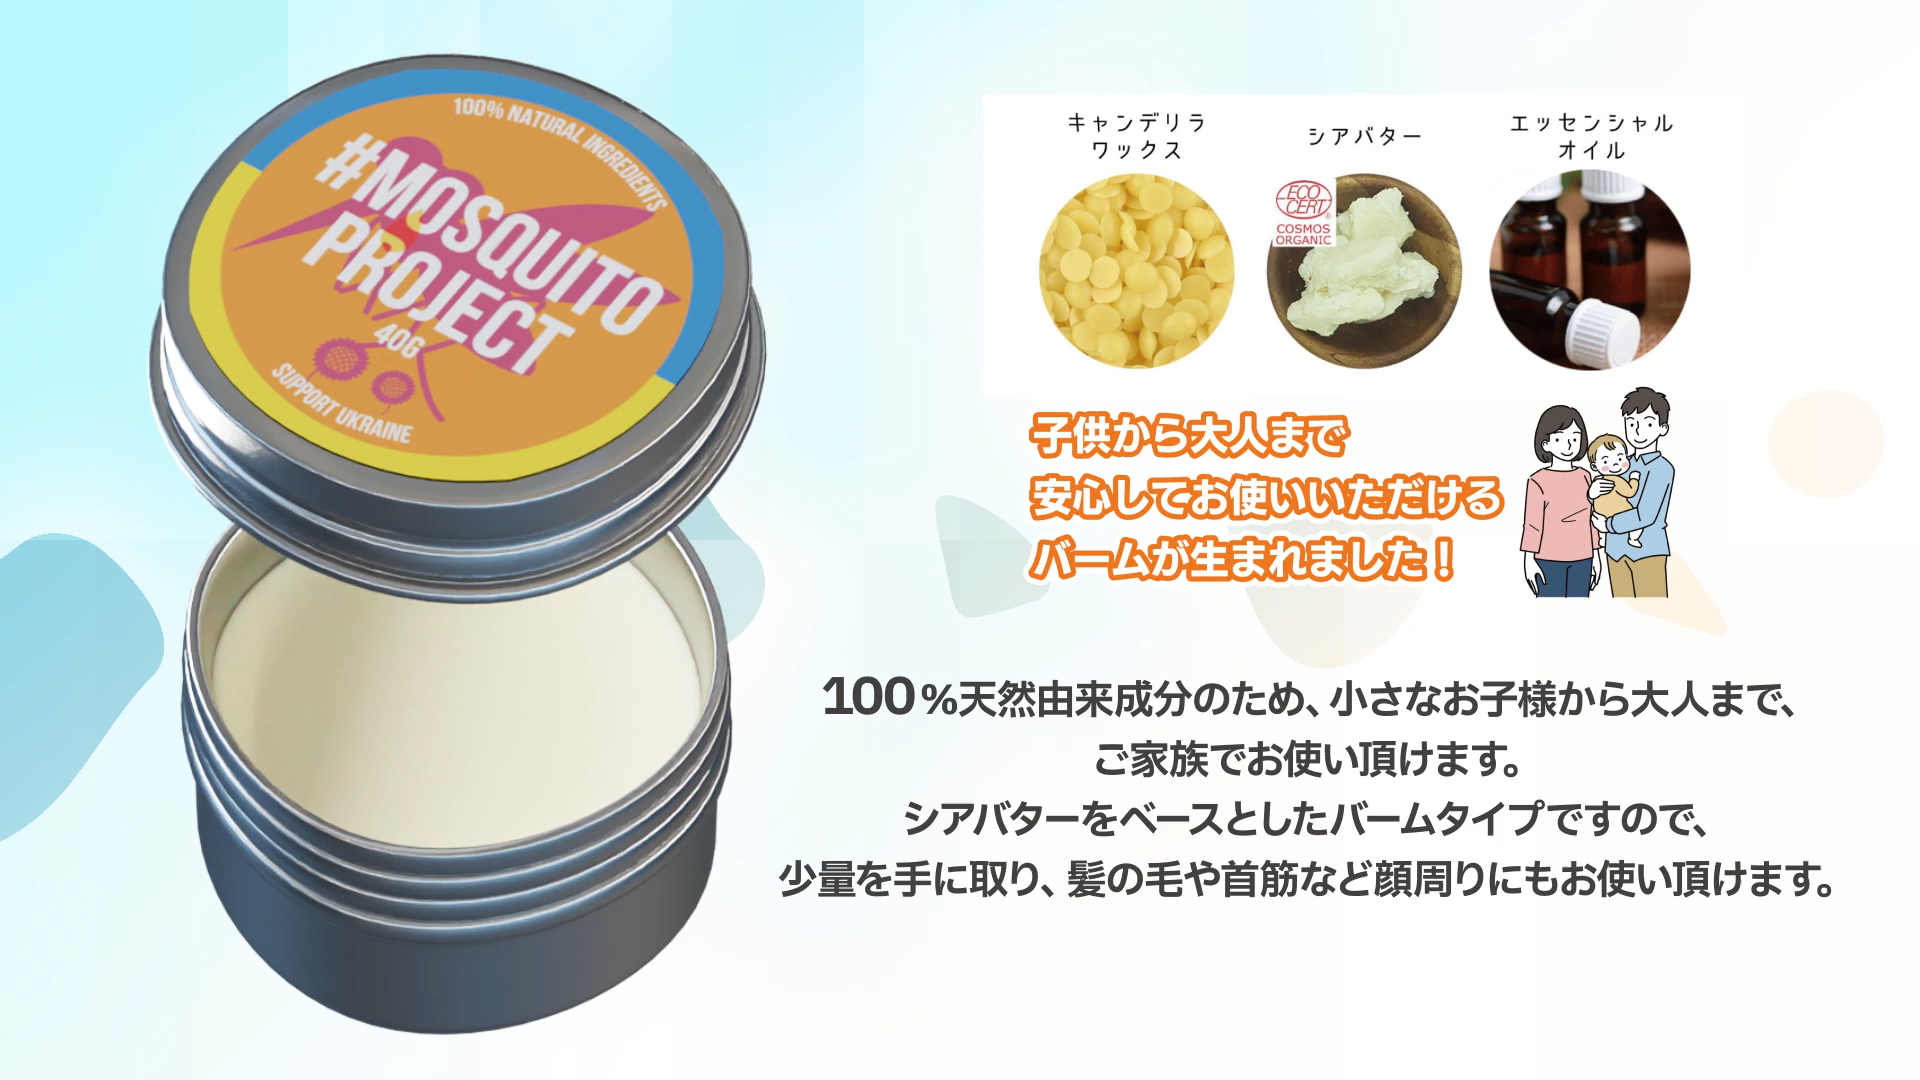 100% NATURAL INGREDIENTS
#MOSQUITO
PROJECT
40G
SUPPORT UKRAINE
キャンデリラ
ワックス
シアバター
エッセンシャル
オイル
ECO
CERT®
COSMOS
ORGANIC
子供から大人まで
安心してお使いいただける
バームが生まれました！
100%天然由来成分のため、小さなお子様から大人まで、
ご家族でお使い頂けます。
シアバターをベースとしたバームタイプですので、
少量を手に取り、髪の毛や首筋など顔周りにもお使い頂けます。